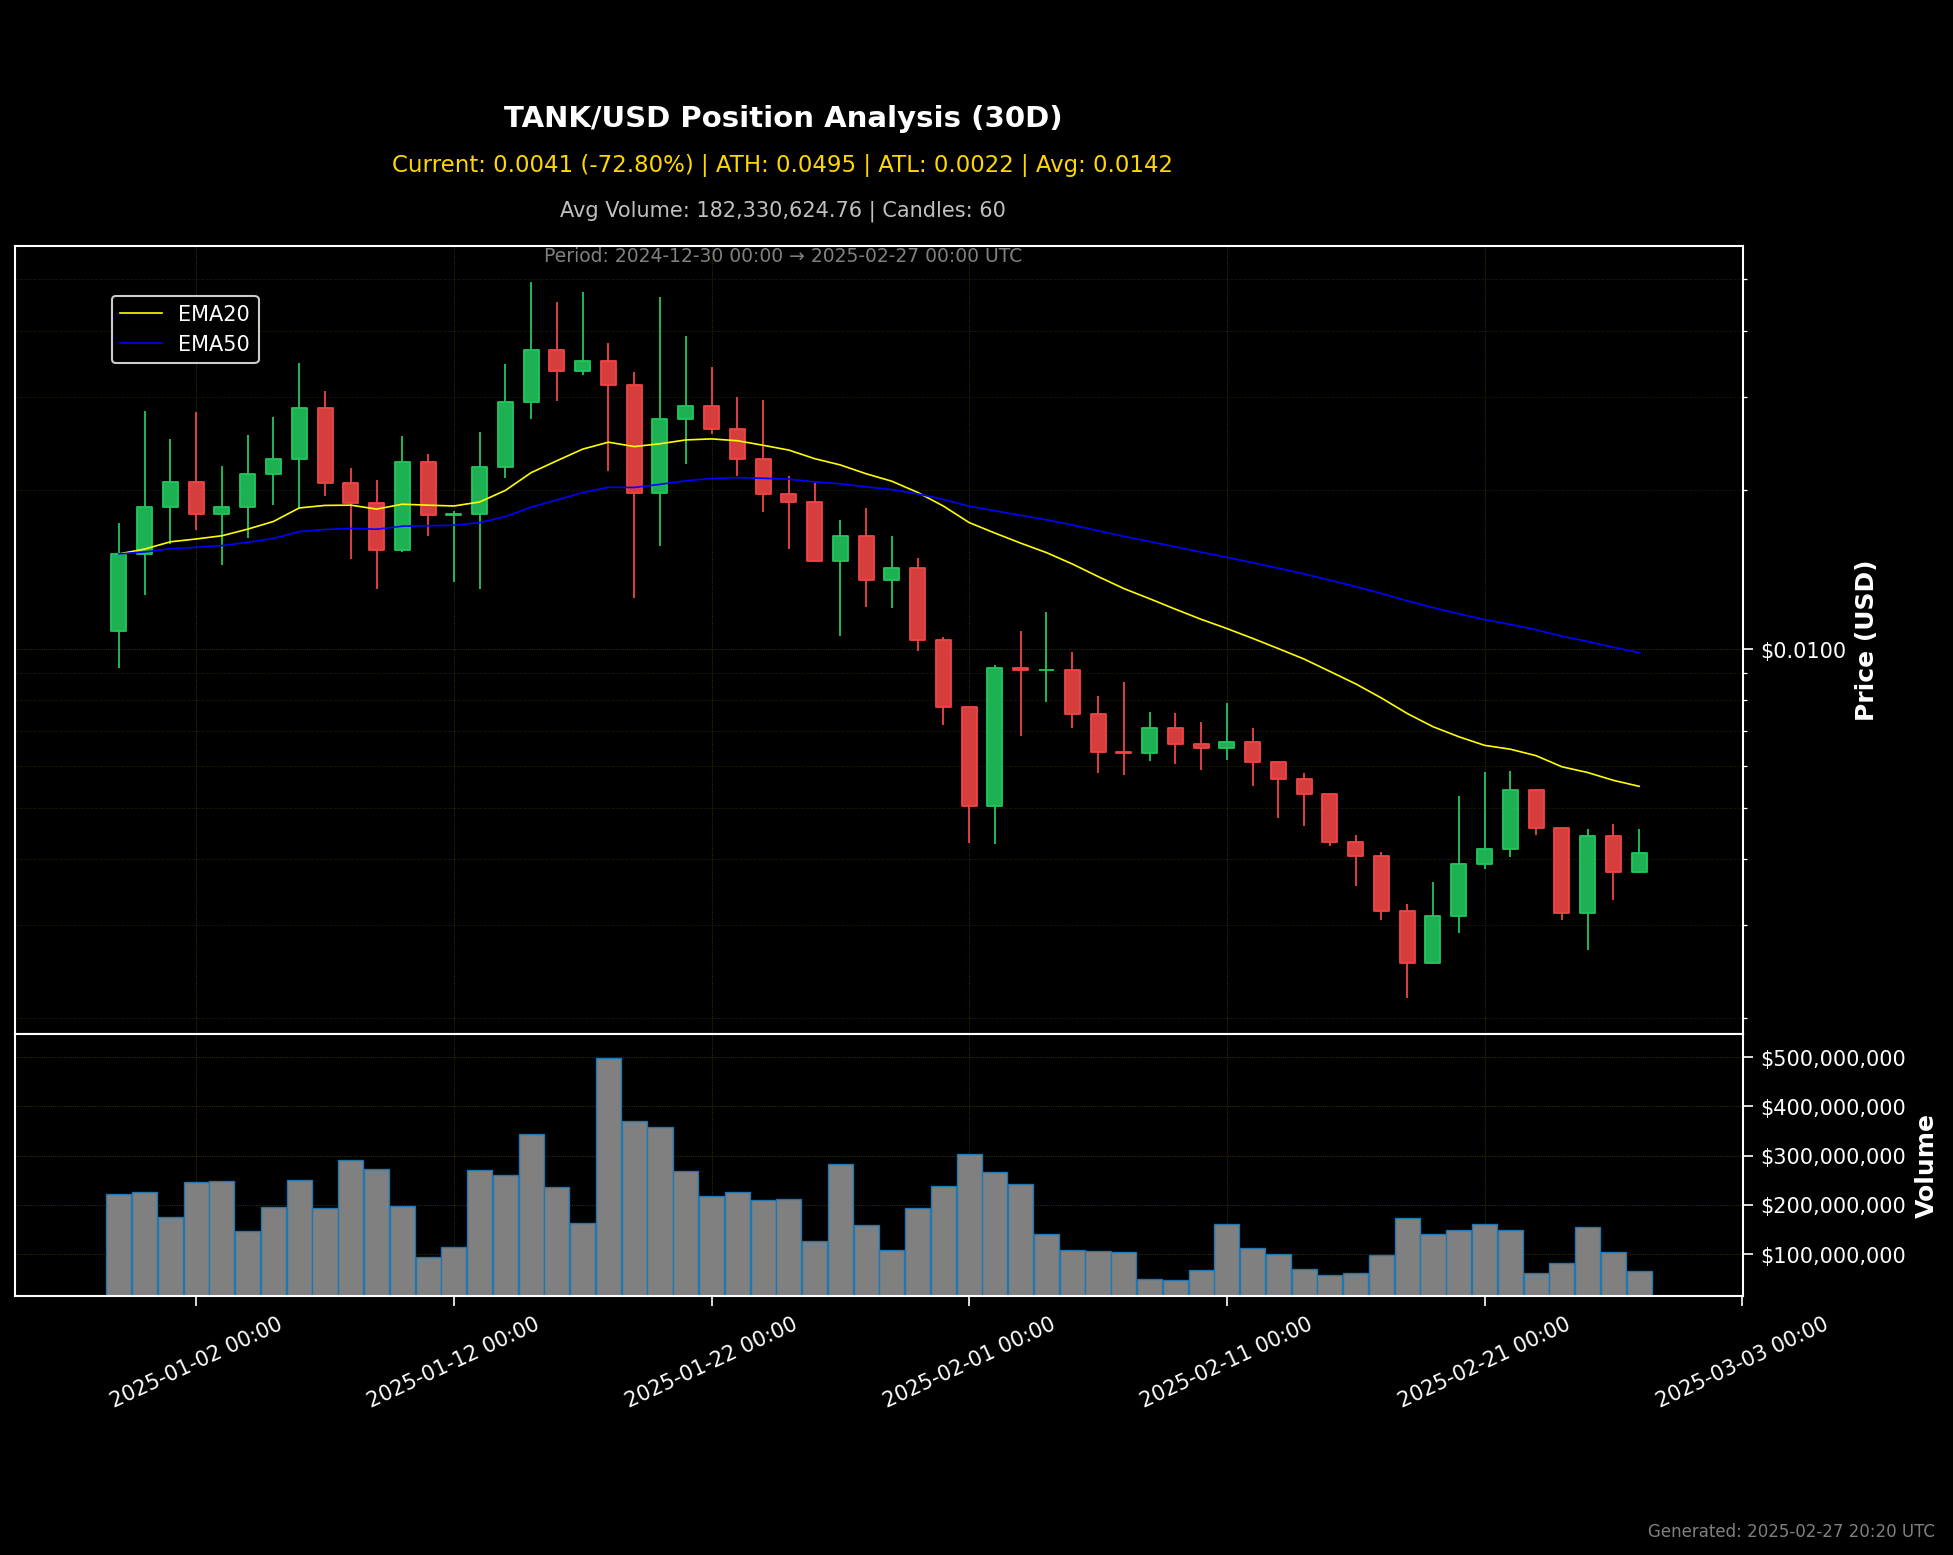 TANK/USD Position Analysis (30D)
Current: 0.0041 (-72.80%) | ATH: 0.0495 | ATL: 0.0022 | Avg: 0.0142
Avg Volume: 182,330,624.76 | Candles: 60
Period: 2024-12-30 00:00 → 2025-02-27 00:00 UTC
EMA20
EMA50
$0.0100
Price (USD)
$500,000,000
$400,000,000
$300,000,000
$200,000,000
$100,000,000
Volume
2025-01-02 00:00
2025-01-12 00:00
2025-01-22 00:00
2025-02-01 00:00
2025-02-11 00:00
2025-02-21 00:00
2025-03-03 00:00
Generated: 2025-02-27 20:20 UTC